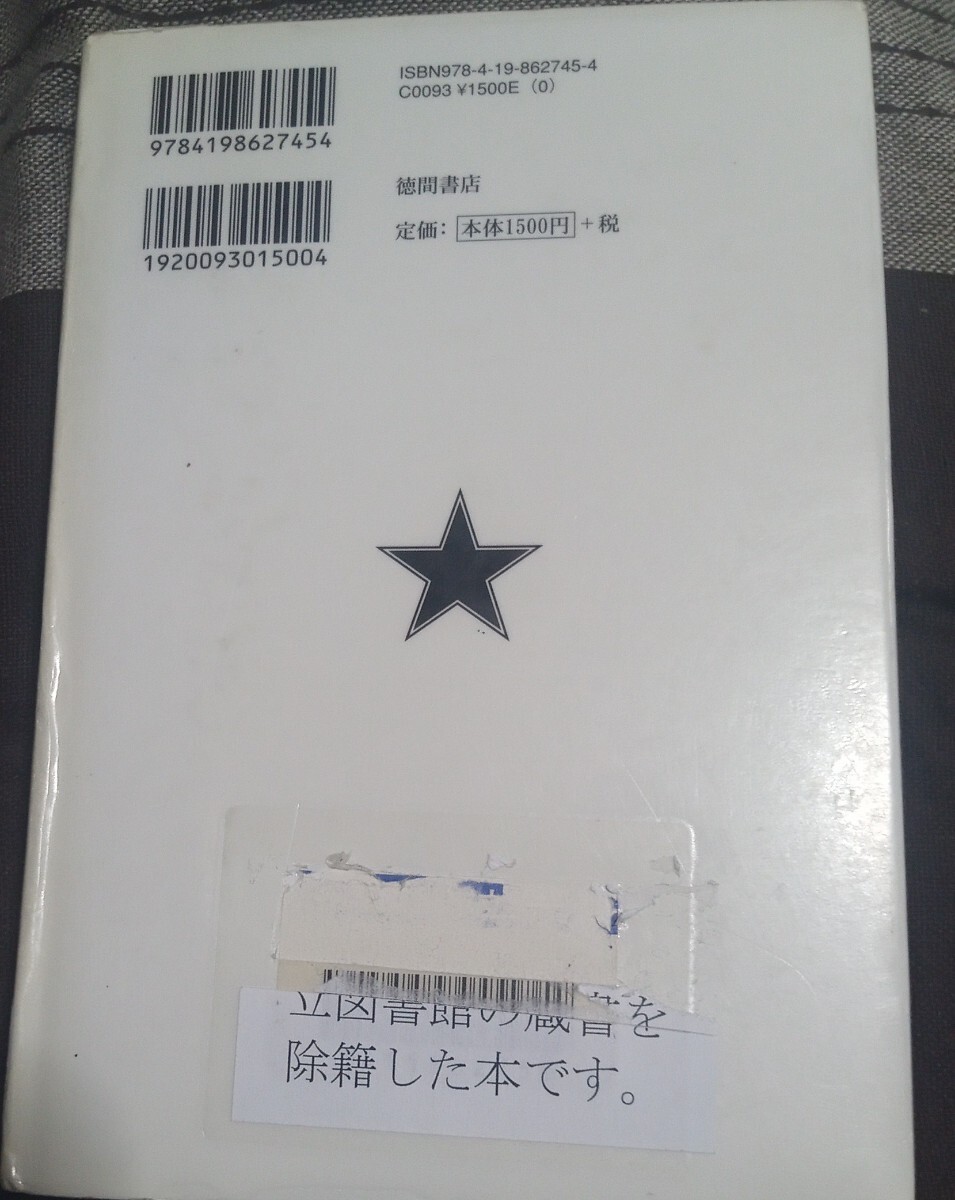 ISBN978-4-19-862745-4
C0093 ¥1500E（0）
9784198627454
徳間書店
定価： 本体1500円 ＋税
1920093015004
立図書館の蔵書を
除籍した本です。